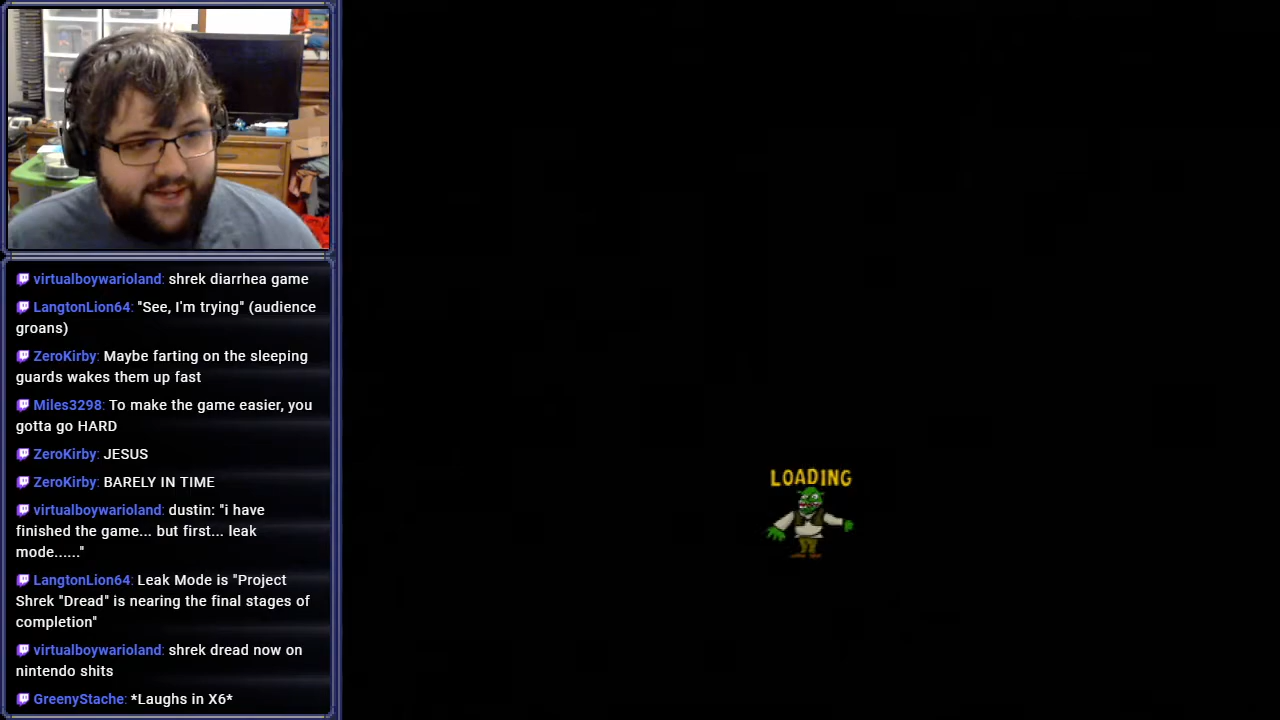 virtualboywarioland: shrek diarrhea game
LangtonLion64: "See, I'm trying" (audience
groans)
ZeroKirby: Maybe farting on the sleeping
guards wakes them up fast
Miles3298: To make the game easier, you
gotta go HARD
ZeroKirby: JESUS
ZeroKirby: BARELY IN TIME
virtualboywarioland: dustin: "i have
finished the game... but first... leak
mode......"
LangtonLion64: Leak Mode is "Project
Shrek "Dread" is nearing the final stages of
completion"
virtualboywarioland: shrek dread now on
nintendo shits
GreenyStache: *Laughs in X6*
LOADING